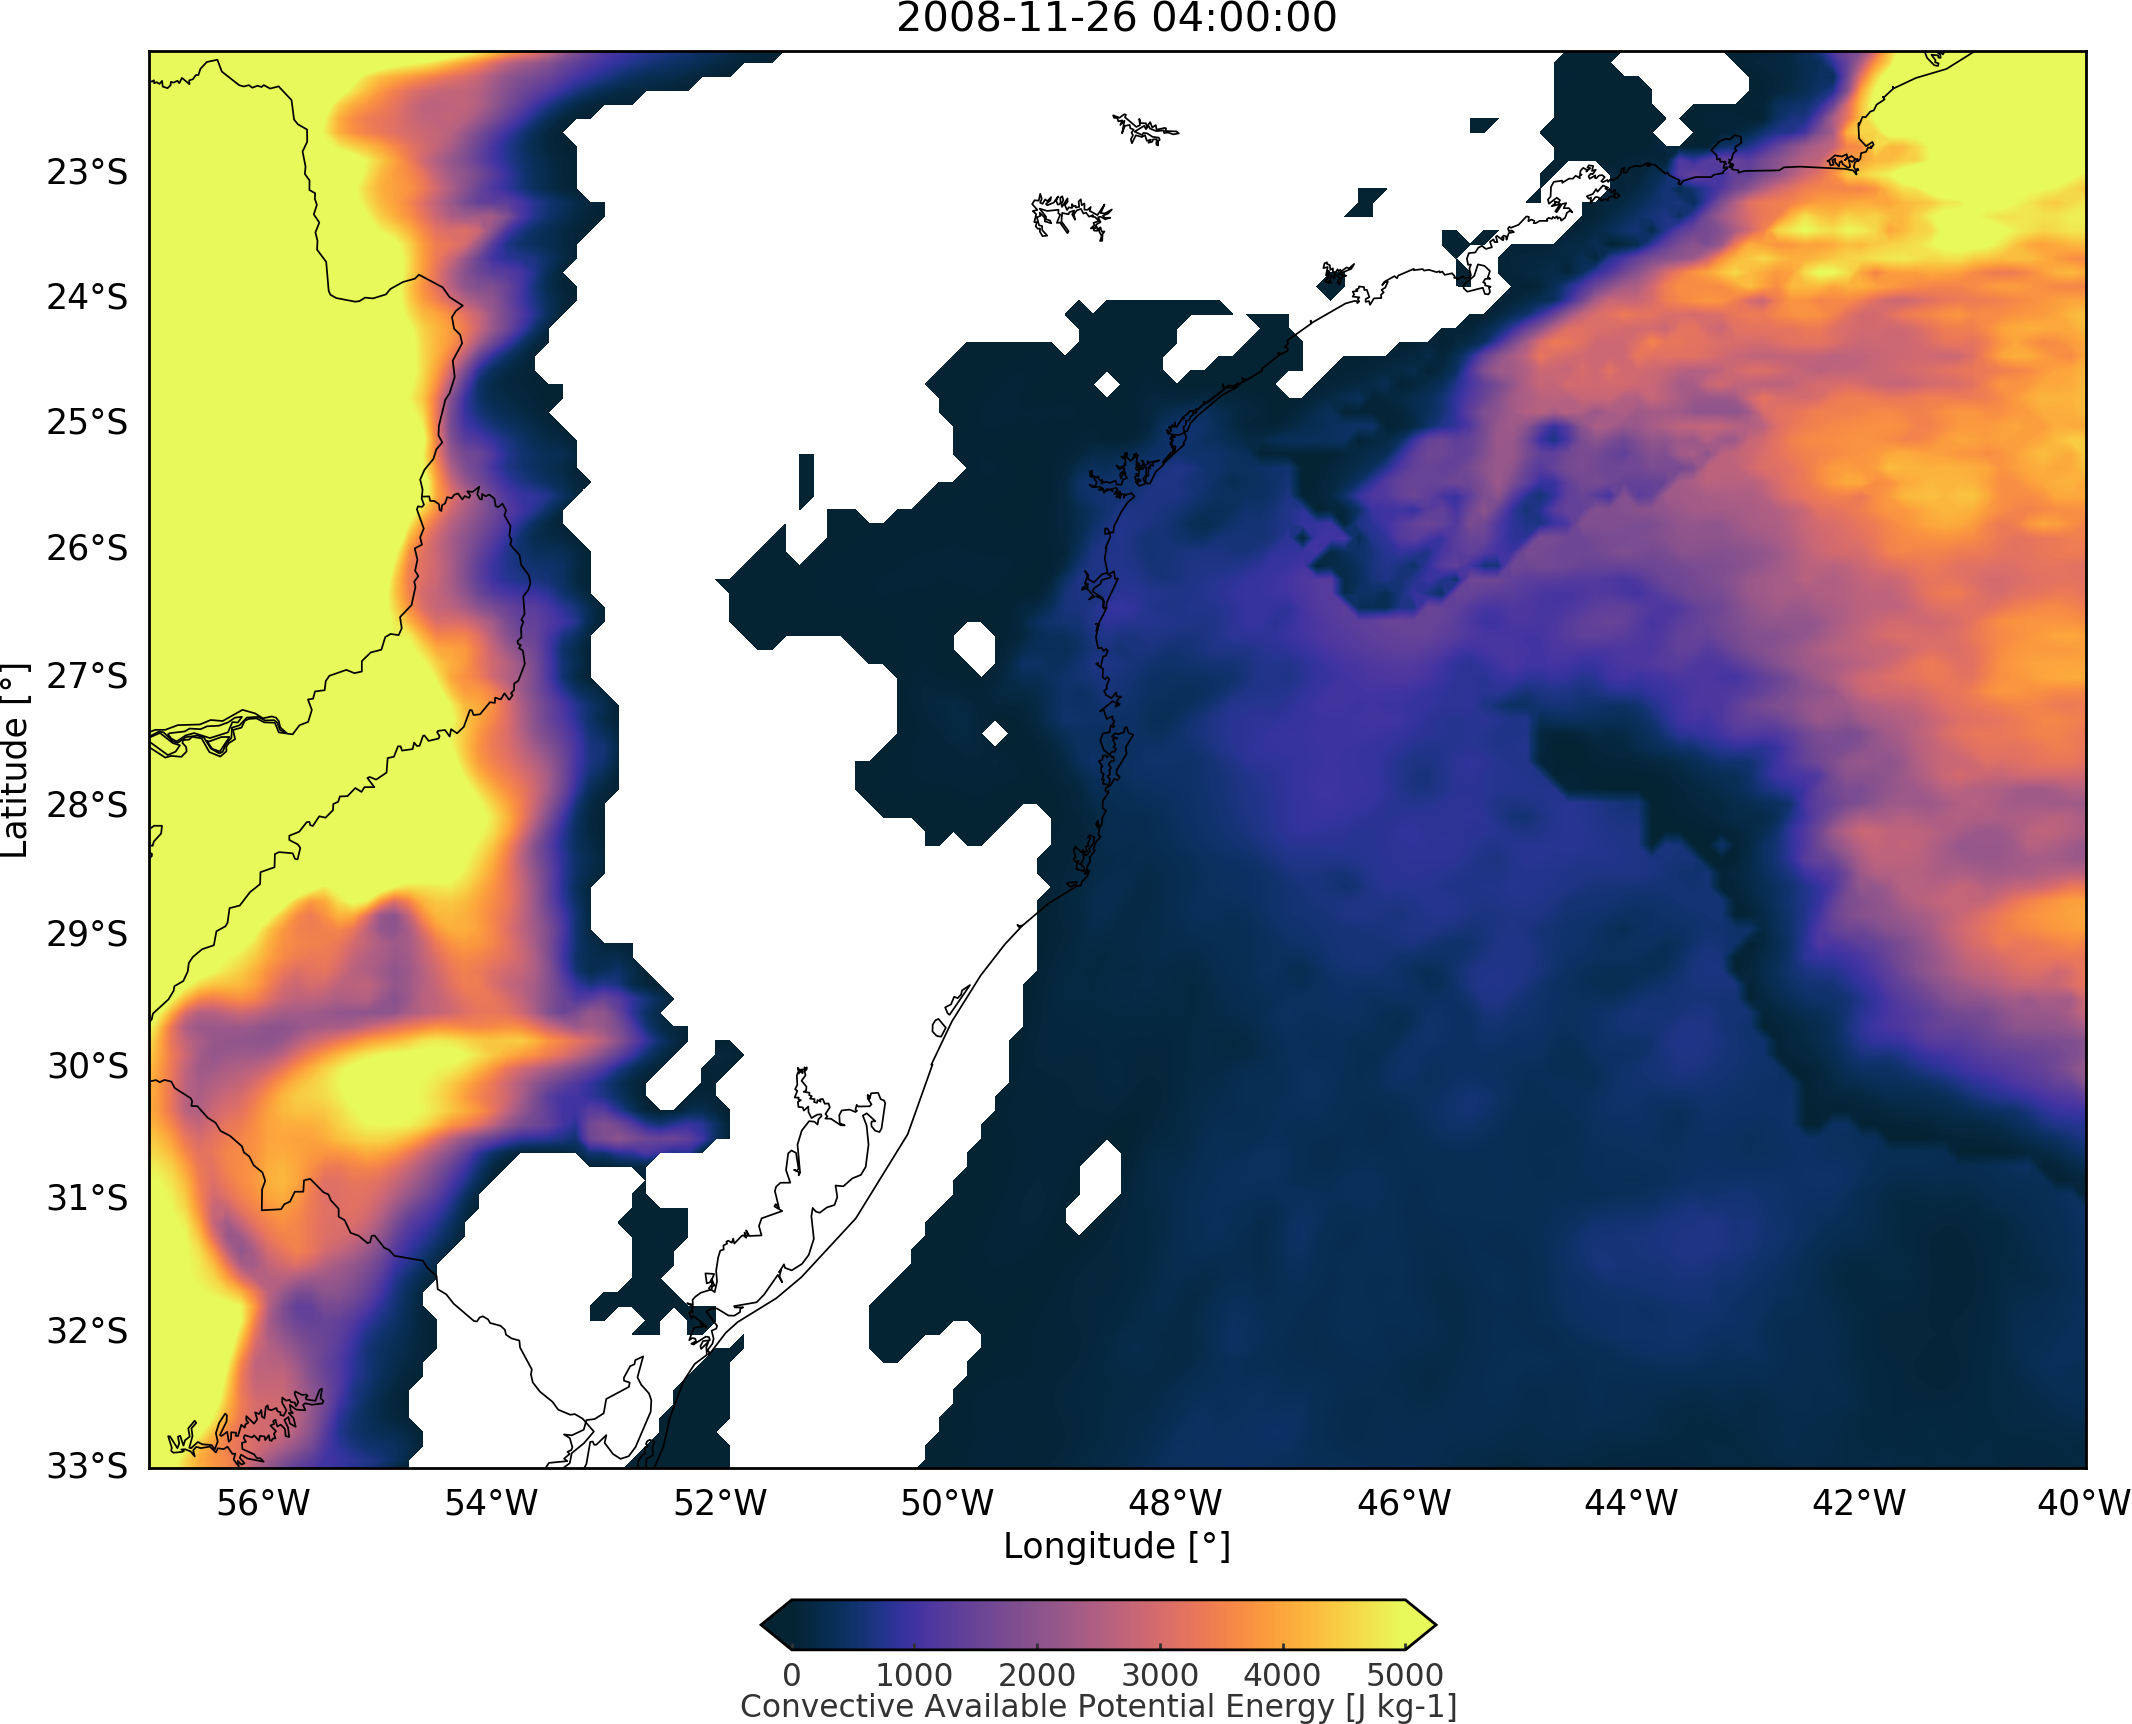 2008-11-26 04:00:00
23°S
24°S
25°S
26°S
27°S
28°S
29°S
30°S
31°S
32°S
33°S
Latitude [°]
56°W 54°W 52°W 50°W 48°W 46°W 44°W 42°W 40°W
Longitude [°]
0 1000 2000 3000 4000 5000
Convective Available Potential Energy [J kg-1]